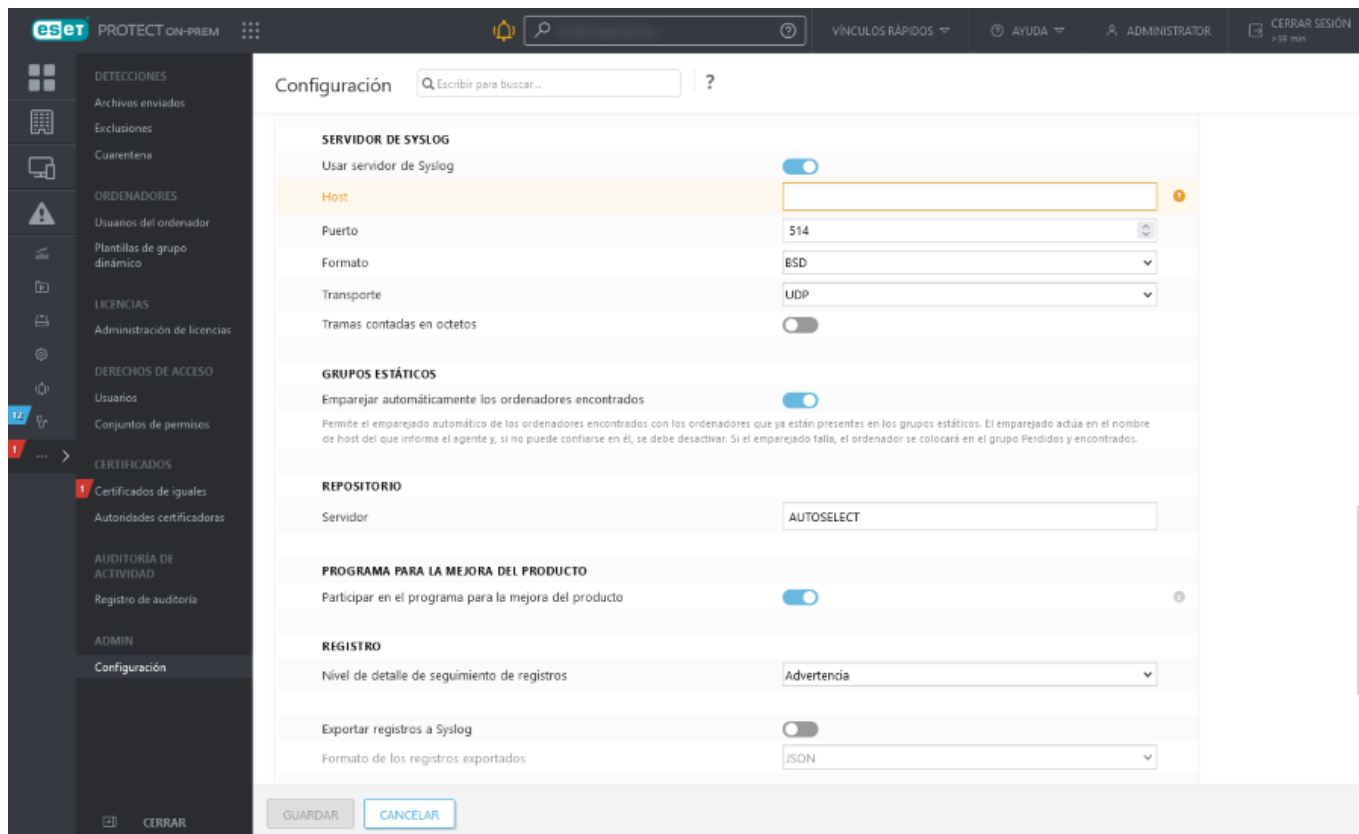 eset PROTECT ON-PREM
VÍNCULOS RÁPIDOS
AYUDA
ADMINISTRATOR
CERRAR SESIÓN
> 59 min
DETECCIONES
Archivos enviados
Exclusiones
Cuarentena
ORDENADORES
Usuarios del ordenador
Plantillas de grupo
dinámico
LICENCIAS
Administración de licencias
DERECHOS DE ACCESO
Usuarios
Conjuntos de permisos
CERTIFICADOS
1 Certificados de iguales
Autoridades certificadoras
AUDITORÍA DE
ACTIVIDAD
Registro de auditoría
ADMIN
Configuración
CERRAR
12
1
Configuración
Escribir para buscar...
?
SERVIDOR DE SYSLOG
Usar servidor de Syslog
Host
Puerto 514
Formato BSD
Transporte UDP
Tramas contadas en octetos
GRUPOS ESTÁTICOS
Emparejar automáticamente los ordenadores encontrados
Permite el emparejado automático de los ordenadores encontrados con los ordenadores que ya están presentes en los grupos estáticos. El emparejado actúa en el nombre
de host del que informa el agente y, si no puede confiarse en él, se debe desactivar. Si el emparejado falla, el ordenador se colocará en el grupo Perdidos y encontrados.
REPOSITORIO
Servidor AUTOSELECT
PROGRAMA PARA LA MEJORA DEL PRODUCTO
Participar en el programa para la mejora del producto
REGISTRO
Nivel de detalle de seguimiento de registros Advertencia
Exportar registros a Syslog
Formato de los registros exportados JSON
GUARDAR
CANCELAR